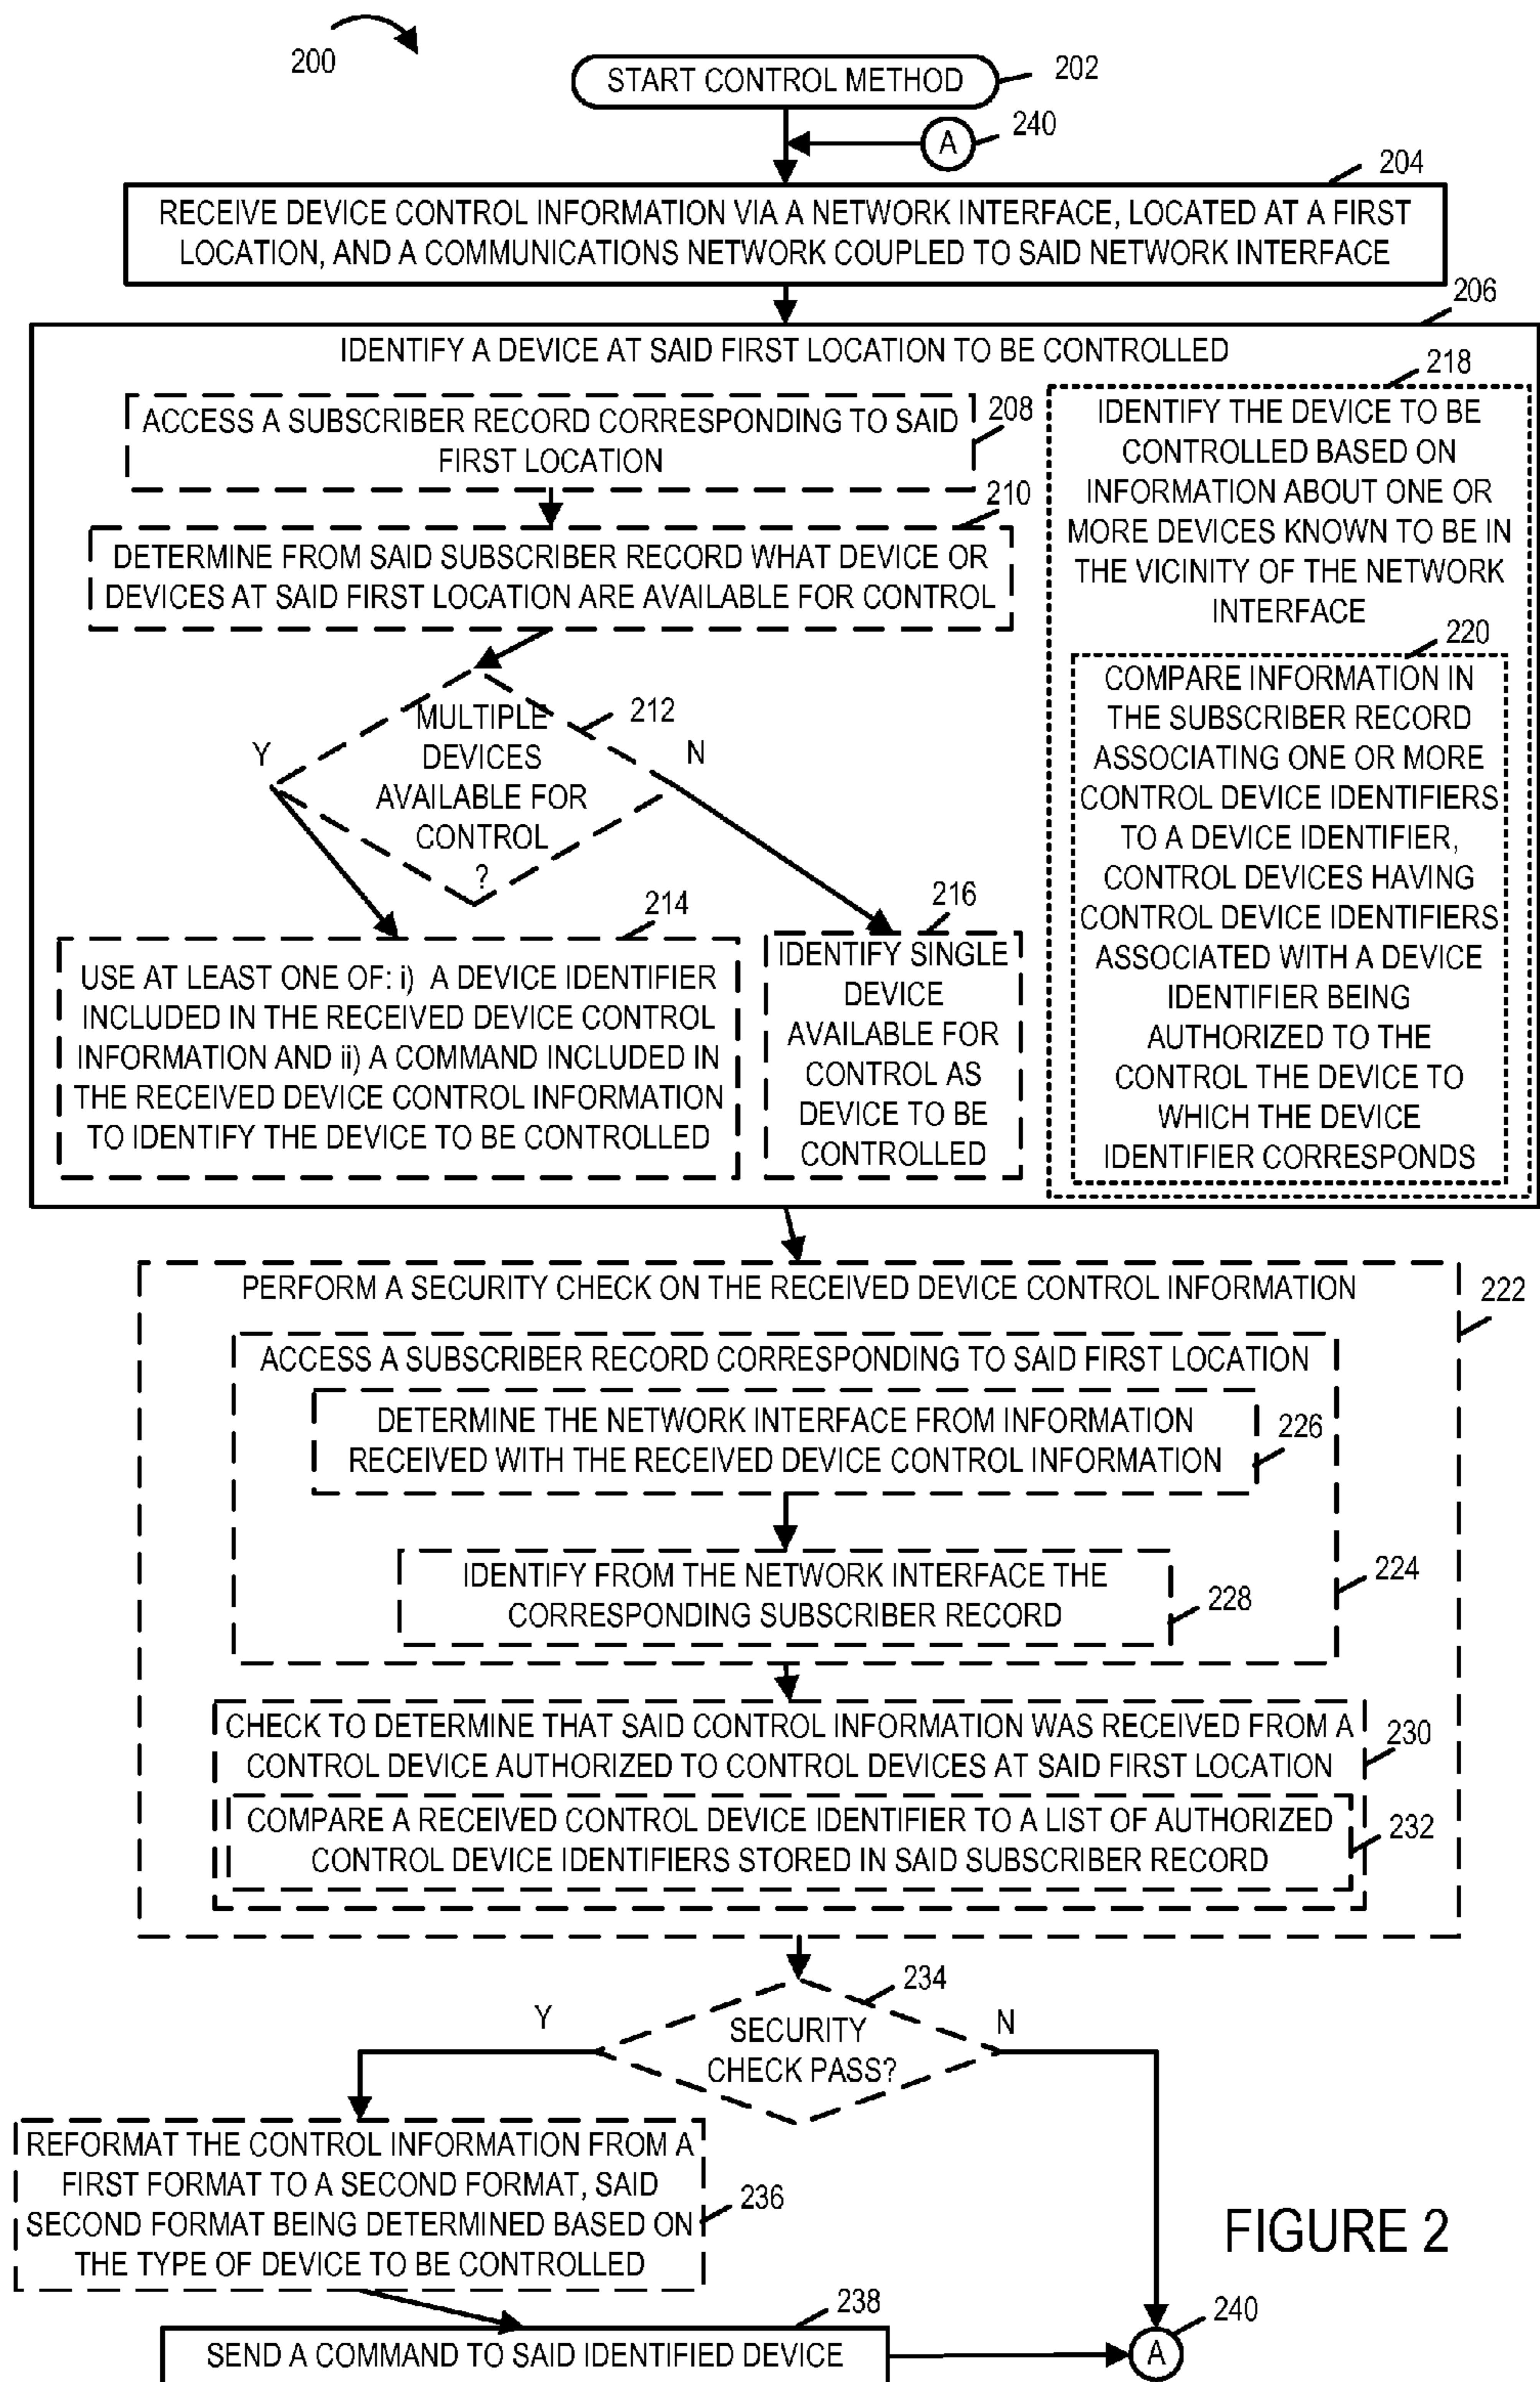 200
START CONTROL METHOD
202
A
240
204
RECEIVE DEVICE CONTROL INFORMATION VIA A NETWORK INTERFACE, LOCATED AT A FIRST
LOCATION, AND A COMMUNICATIONS NETWORK COUPLED TO SAID NETWORK INTERFACE
206
IDENTIFY A DEVICE AT SAID FIRST LOCATION TO BE CONTROLLED
ACCESS A SUBSCRIBER RECORD CORRESPONDING TO SAID
FIRST LOCATION
208
210
DETERMINE FROM SAID SUBSCRIBER RECORD WHAT DEVICE OR
DEVICES AT SAID FIRST LOCATION ARE AVAILABLE FOR CONTROL
212
MULTIPLE
DEVICES
AVAILABLE FOR
CONTROL
?
Y
N
214
USE AT LEAST ONE OF: i) A DEVICE IDENTIFIER
INCLUDED IN THE RECEIVED DEVICE CONTROL
INFORMATION AND ii) A COMMAND INCLUDED IN
THE RECEIVED DEVICE CONTROL INFORMATION
TO IDENTIFY THE DEVICE TO BE CONTROLLED
216
IDENTIFY SINGLE
DEVICE
AVAILABLE FOR
CONTROL AS
DEVICE TO BE
CONTROLLED
218
IDENTIFY THE DEVICE TO BE
CONTROLLED BASED ON
INFORMATION ABOUT ONE OR
MORE DEVICES KNOWN TO BE IN
THE VICINITY OF THE NETWORK
INTERFACE
220
COMPARE INFORMATION IN
THE SUBSCRIBER RECORD
ASSOCIATING ONE OR MORE
CONTROL DEVICE IDENTIFIERS
TO A DEVICE IDENTIFIER,
CONTROL DEVICES HAVING
CONTROL DEVICE IDENTIFIERS
ASSOCIATED WITH A DEVICE
IDENTIFIER BEING
AUTHORIZED TO THE
CONTROL THE DEVICE TO
WHICH THE DEVICE
IDENTIFIER CORRESPONDS
PERFORM A SECURITY CHECK ON THE RECEIVED DEVICE CONTROL INFORMATION
222
ACCESS A SUBSCRIBER RECORD CORRESPONDING TO SAID FIRST LOCATION
DETERMINE THE NETWORK INTERFACE FROM INFORMATION
RECEIVED WITH THE RECEIVED DEVICE CONTROL INFORMATION
226
IDENTIFY FROM THE NETWORK INTERFACE THE
CORRESPONDING SUBSCRIBER RECORD
228
224
CHECK TO DETERMINE THAT SAID CONTROL INFORMATION WAS RECEIVED FROM A
CONTROL DEVICE AUTHORIZED TO CONTROL DEVICES AT SAID FIRST LOCATION
230
COMPARE A RECEIVED CONTROL DEVICE IDENTIFIER TO A LIST OF AUTHORIZED
CONTROL DEVICE IDENTIFIERS STORED IN SAID SUBSCRIBER RECORD
232
234
SECURITY
CHECK PASS?
Y
N
REFORMAT THE CONTROL INFORMATION FROM A
FIRST FORMAT TO A SECOND FORMAT, SAID
SECOND FORMAT BEING DETERMINED BASED ON
THE TYPE OF DEVICE TO BE CONTROLLED
236
FIGURE 2
238
SEND A COMMAND TO SAID IDENTIFIED DEVICE
240
A